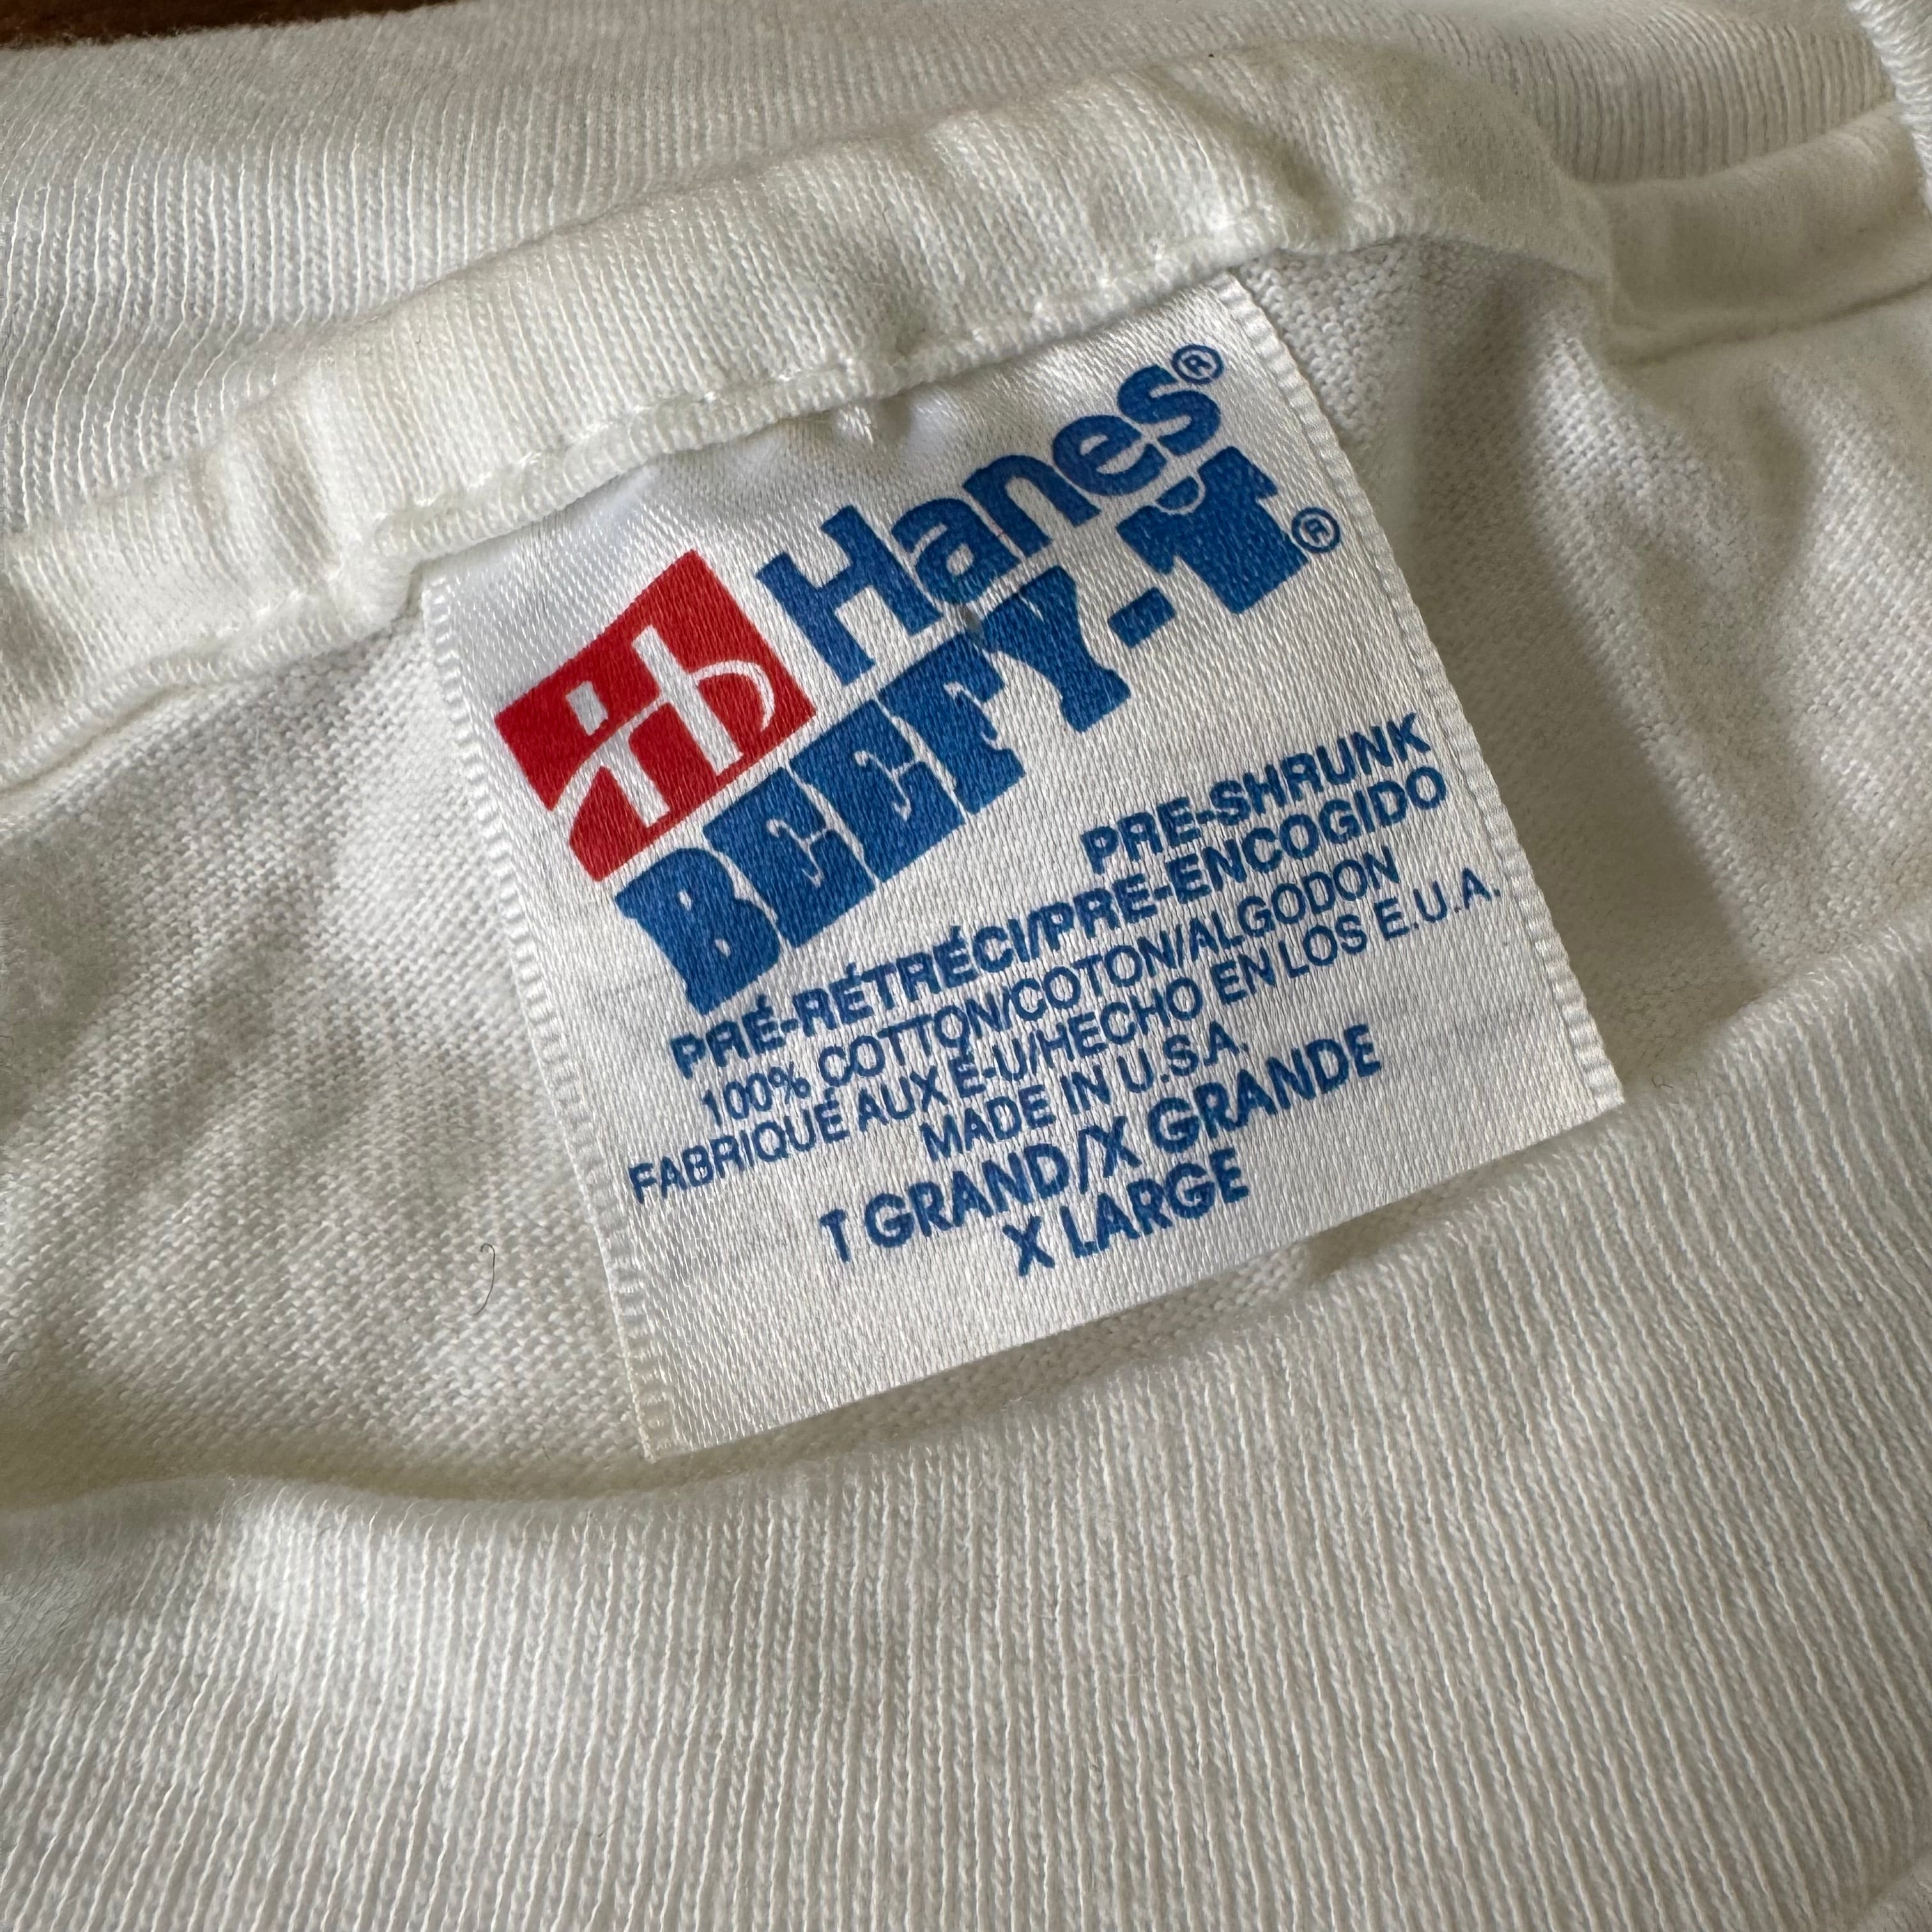 Hanes®
BEEFY-T®
PRE-SHRUNK
PRÉ-RÉTRÉCI/PRE-ENCOGIDO
100% COTTON/COTON/ALGODON
FABRIQUÉ AUX É-U/HECHO EN LOS E.U.A.
MADE IN U.S.A.
T GRAND/X GRANDE
X LARGE